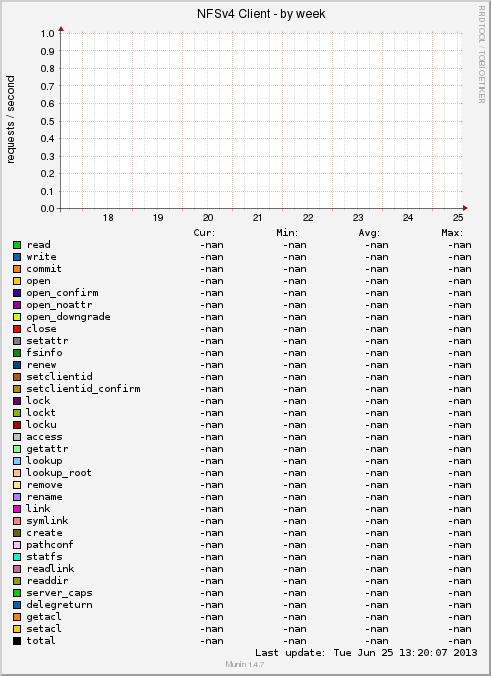 NFSv4 Client - by week
RRDTOOL / TOBI OETIKER
requests / second
1.0
0.9
0.8
0.7
0.6
0.5
0.4
0.3
0.2
0.1
0.0
18 19 20 21 22 23 24 25
Cur: Min: Avg: Max:
read -nan -nan -nan -nan
write -nan -nan -nan -nan
commit -nan -nan -nan -nan
open -nan -nan -nan -nan
open_confirm -nan -nan -nan -nan
open_noattr -nan -nan -nan -nan
open_downgrade -nan -nan -nan -nan
close -nan -nan -nan -nan
setattr -nan -nan -nan -nan
fsinfo -nan -nan -nan -nan
renew -nan -nan -nan -nan
setclientid -nan -nan -nan -nan
setclientid_confirm -nan -nan -nan -nan
lock -nan -nan -nan -nan
lockt -nan -nan -nan -nan
locku -nan -nan -nan -nan
access -nan -nan -nan -nan
getattr -nan -nan -nan -nan
lookup -nan -nan -nan -nan
lookup_root -nan -nan -nan -nan
remove -nan -nan -nan -nan
rename -nan -nan -nan -nan
link -nan -nan -nan -nan
symlink -nan -nan -nan -nan
create -nan -nan -nan -nan
pathconf -nan -nan -nan -nan
statfs -nan -nan -nan -nan
readlink -nan -nan -nan -nan
readdir -nan -nan -nan -nan
server_caps -nan -nan -nan -nan
delegreturn -nan -nan -nan -nan
getacl -nan -nan -nan -nan
setacl -nan -nan -nan -nan
total -nan -nan -nan -nan
Last update: Tue Jun 25 13:20:07 2013
Munin 1.4.7